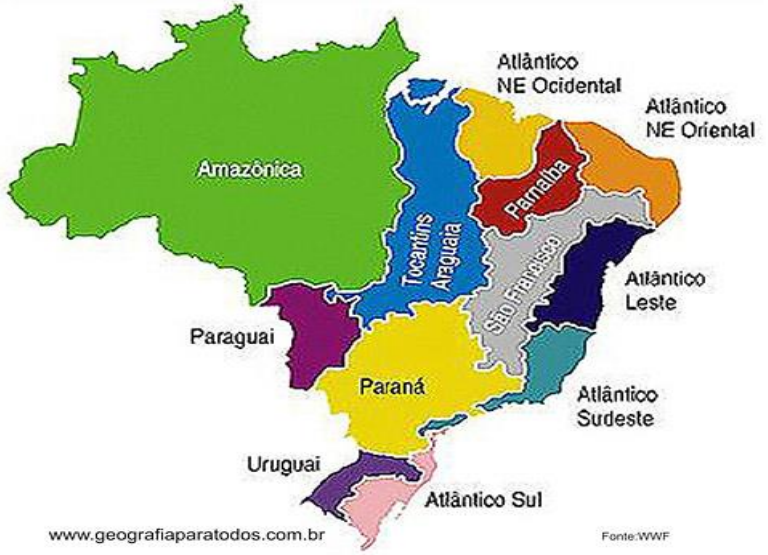 Atlântico
NE Ocidental
Atlântico
NE Oriental
Amazônica
Parnaíba
Tocantins
Araguaia
São Francisco
Atlântico
Leste
Paraguai
Paraná
Atlântico
Sudeste
Uruguai
Atlântico Sul
www.geografiaparatodos.com.br
Fonte:WWF